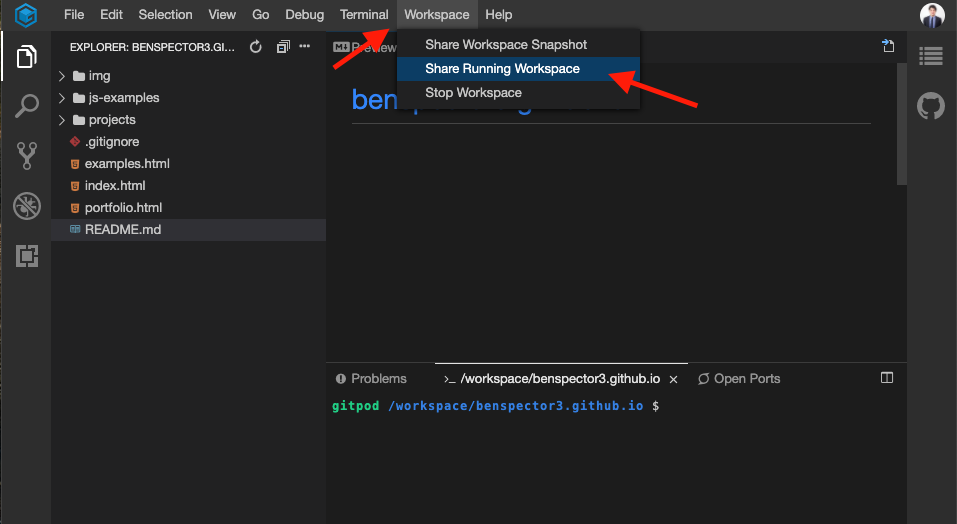 File Edit Selection View Go Debug Terminal Workspace Help
EXPLORER: BENSPECTOR3.GI...
Preview
Share Workspace Snapshot
Share Running Workspace
Stop Workspace
img
js-examples
projects
.gitignore
examples.html
index.html
portfolio.html
README.md
ben
Problems
/workspace/benspector3.github.io
Open Ports
gitpod /workspace/benspector3.github.io $